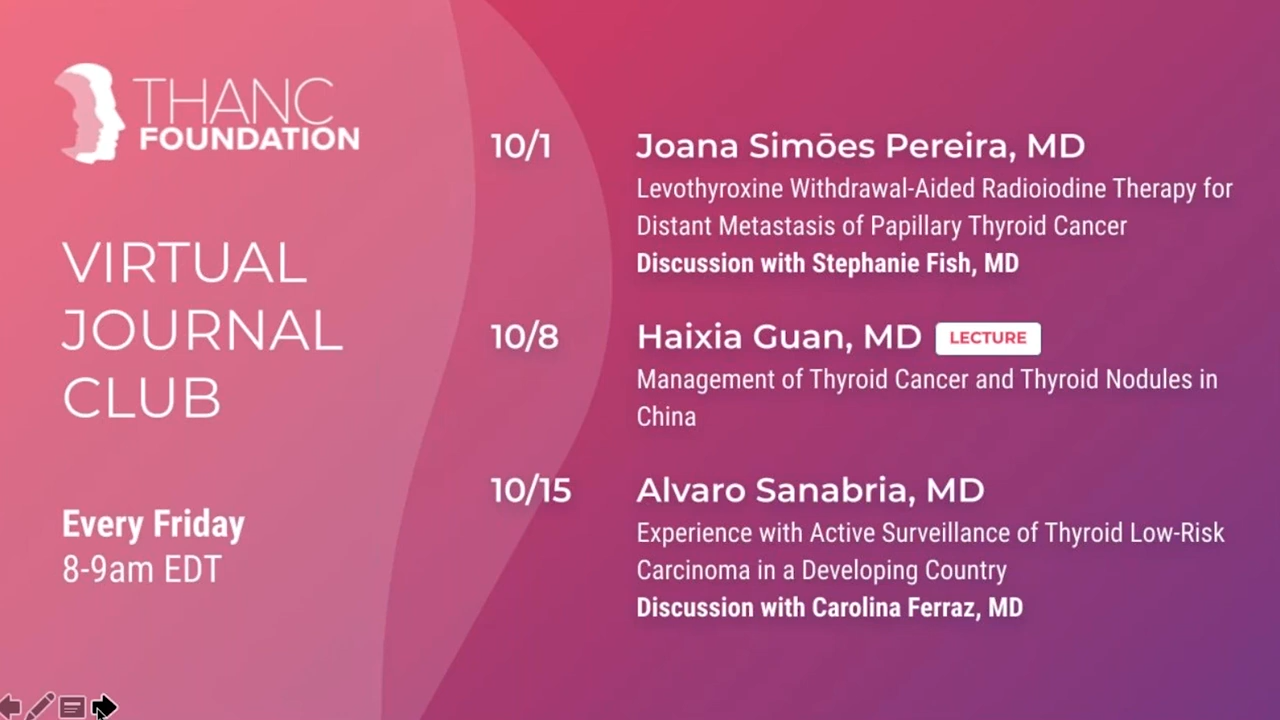 THANC
FOUNDATION
VIRTUAL
JOURNAL
CLUB
Every Friday
8-9am EDT
10/1
Joana Simōes Pereira, MD
Levothyroxine Withdrawal-Aided Radioiodine Therapy for
Distant Metastasis of Papillary Thyroid Cancer
Discussion with Stephanie Fish, MD
10/8
Haixia Guan, MD LECTURE
Management of Thyroid Cancer and Thyroid Nodules in
China
10/15
Alvaro Sanabria, MD
Experience with Active Surveillance of Thyroid Low-Risk
Carcinoma in a Developing Country
Discussion with Carolina Ferraz, MD